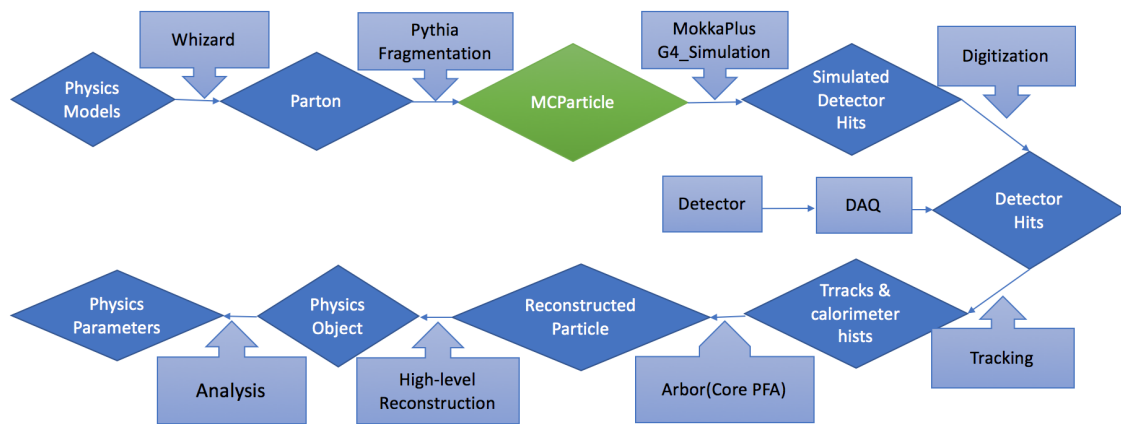 Whizard
Pythia
Fragmentation
MokkaPlus
G4_Simulation
Digitization
Physics
Models
Parton
MCParticle
Simulated
Detector
Hits
Detector
DAQ
Detector
Hits
Physics
Parameters
Physics
Object
Reconstructed
Particle
Trracks &
calorimeter
hists
Analysis
High-level
Reconstruction
Arbor(Core PFA)
Tracking